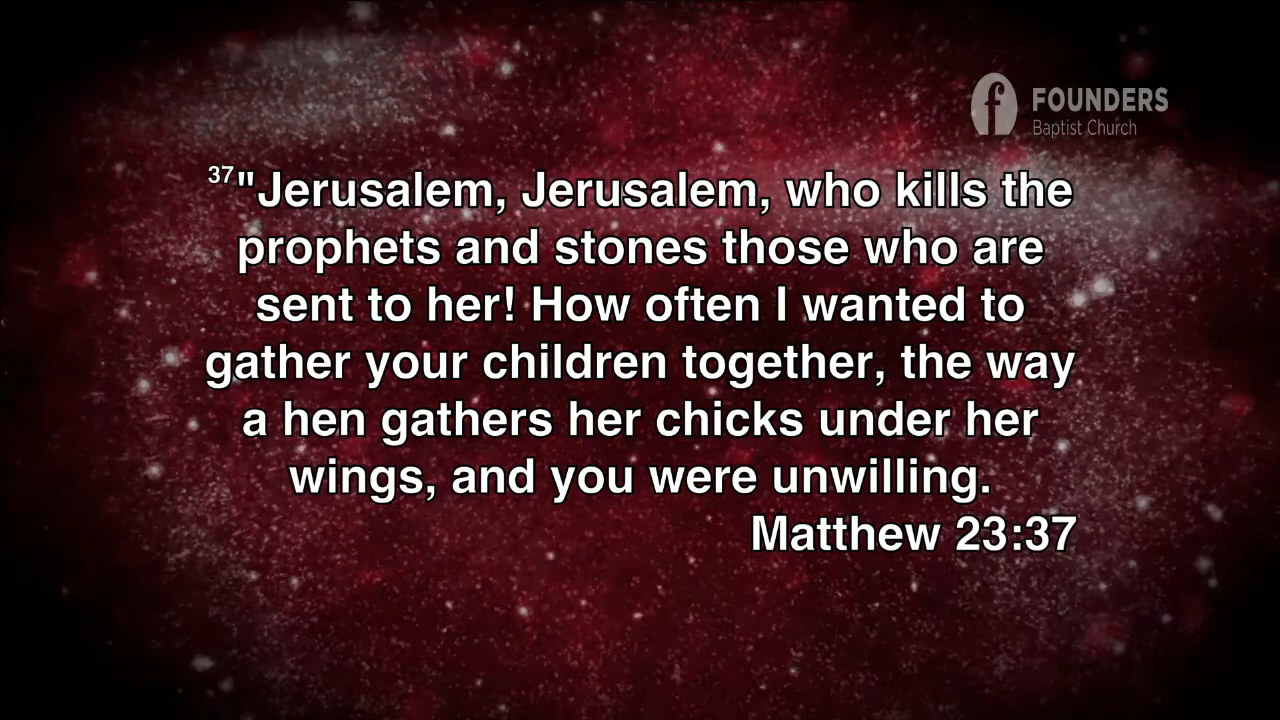 FOUNDERS
Baptist Church
37"Jerusalem, Jerusalem, who kills the
prophets and stones those who are
sent to her! How often I wanted to
gather your children together, the way
a hen gathers her chicks under her
wings, and you were unwilling.
Matthew 23:37